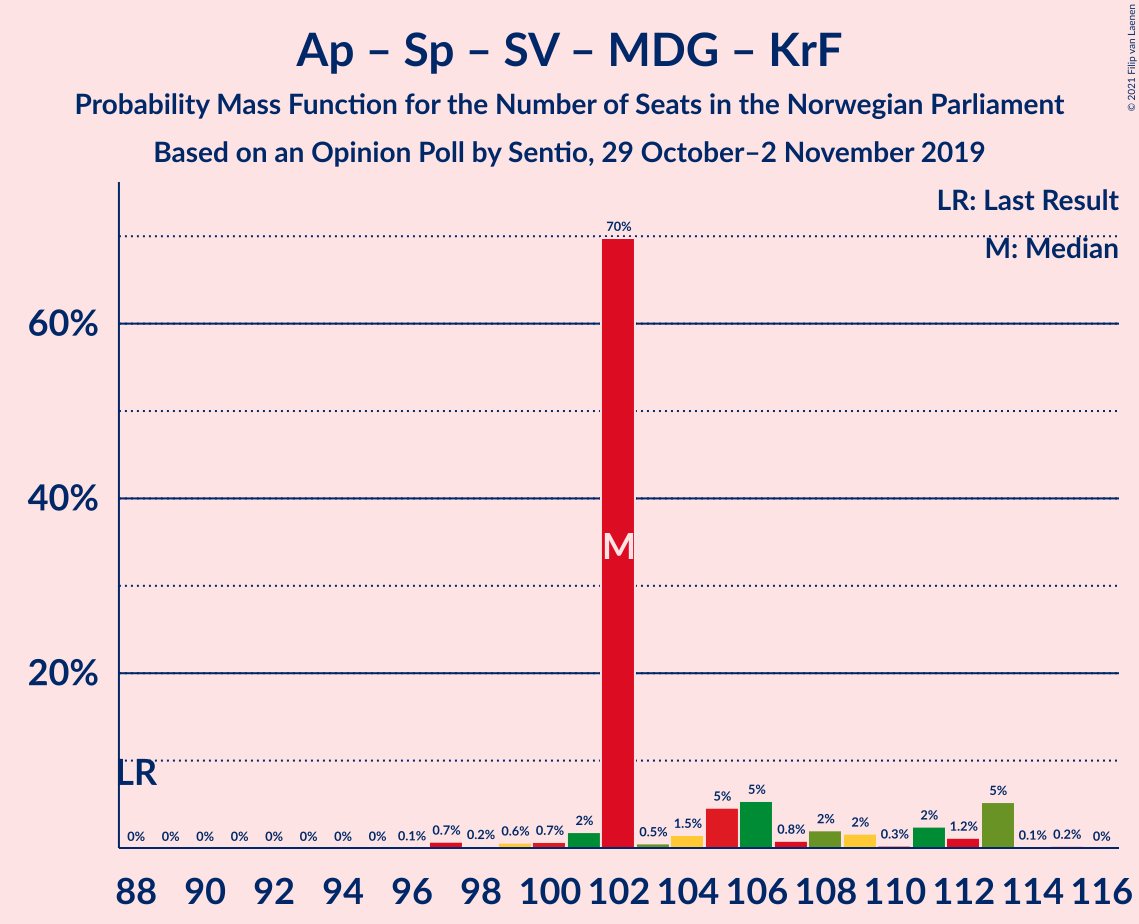 Ap – Sp – SV – MDG – KrF
Probability Mass Function for the Number of Seats in the Norwegian Parliament
Based on an Opinion Poll by Sentio, 29 October–2 November 2019
© 2021 Filip van Laenen
LR: Last Result
M: Median
70%
60%
40%
M
20%
LR
0% 0% 0% 0% 0% 0% 0% 0% 0.1% 0.7% 0.2% 0.6% 0.7% 2% 0.5% 1.5% 5% 5% 0.8% 2% 2% 0.3% 2% 1.2% 5% 0.1% 0.2% 0%
88 90 92 94 96 98 100 102 104 106 108 110 112 114 116